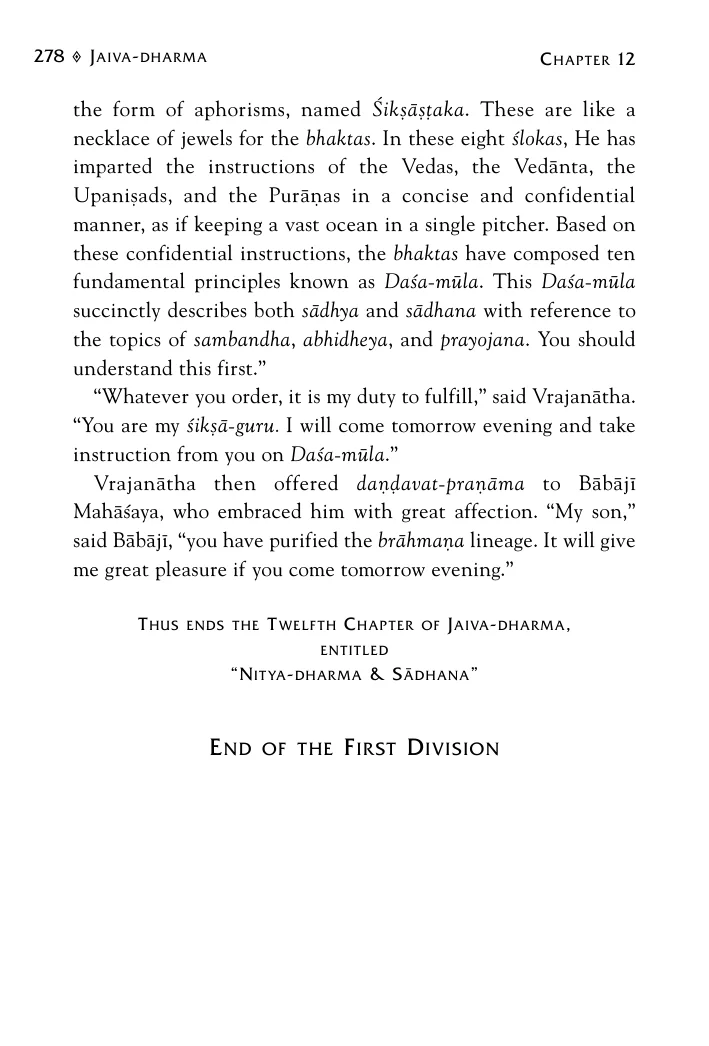 278 ◈ Jaiva-dharma Chapter 12
the form of aphorisms, named Śikṣāṣṭaka. These are like a
necklace of jewels for the bhaktas. In these eight ślokas, He has
imparted the instructions of the Vedas, the Vedānta, the
Upaniṣads, and the Purāṇas in a concise and confidential
manner, as if keeping a vast ocean in a single pitcher. Based on
these confidential instructions, the bhaktas have composed ten
fundamental principles known as Daśa-mūla. This Daśa-mūla
succinctly describes both sādhya and sādhana with reference to
the topics of sambandha, abhidheya, and prayojana. You should
understand this first.”
“Whatever you order, it is my duty to fulfill,” said Vrajanātha.
“You are my śikṣā-guru. I will come tomorrow evening and take
instruction from you on Daśa-mūla.”
Vrajanātha then offered daṇḍavat-praṇāma to Bābājī
Mahāśaya, who embraced him with great affection. “My son,”
said Bābājī, “you have purified the brāhmaṇa lineage. It will give
me great pleasure if you come tomorrow evening.”
Thus ends the Twelfth Chapter of Jaiva-dharma,
entitled
“Nitya-dharma & Sādhana”
End of the First Division